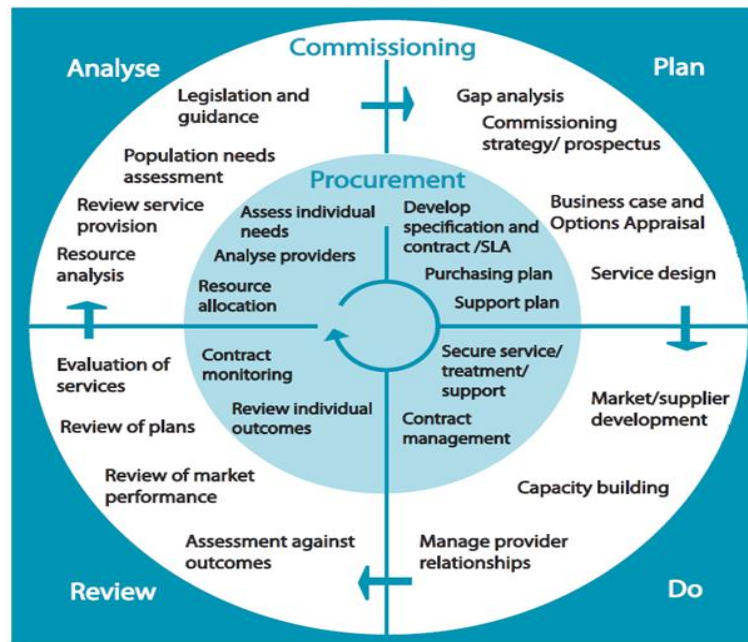 Commissioning
Analyse
Plan
Legislation and
guidance
Population needs
assessment
Review service
provision
Resource
analysis
Gap analysis
Commissioning
strategy/ prospectus
Business case and
Options Appraisal
Service design
Procurement
Assess individual
needs
Analyse providers
Resource
allocation
Develop
specification and
contract /SLA
Purchasing plan
Support plan
Contract
monitoring
Review individual
outcomes
Secure service/
treatment/
support
Contract
management
Evaluation of
services
Review of plans
Review of market
performance
Assessment against
outcomes
Market/supplier
development
Capacity building
Manage provider
relationships
Review
Do